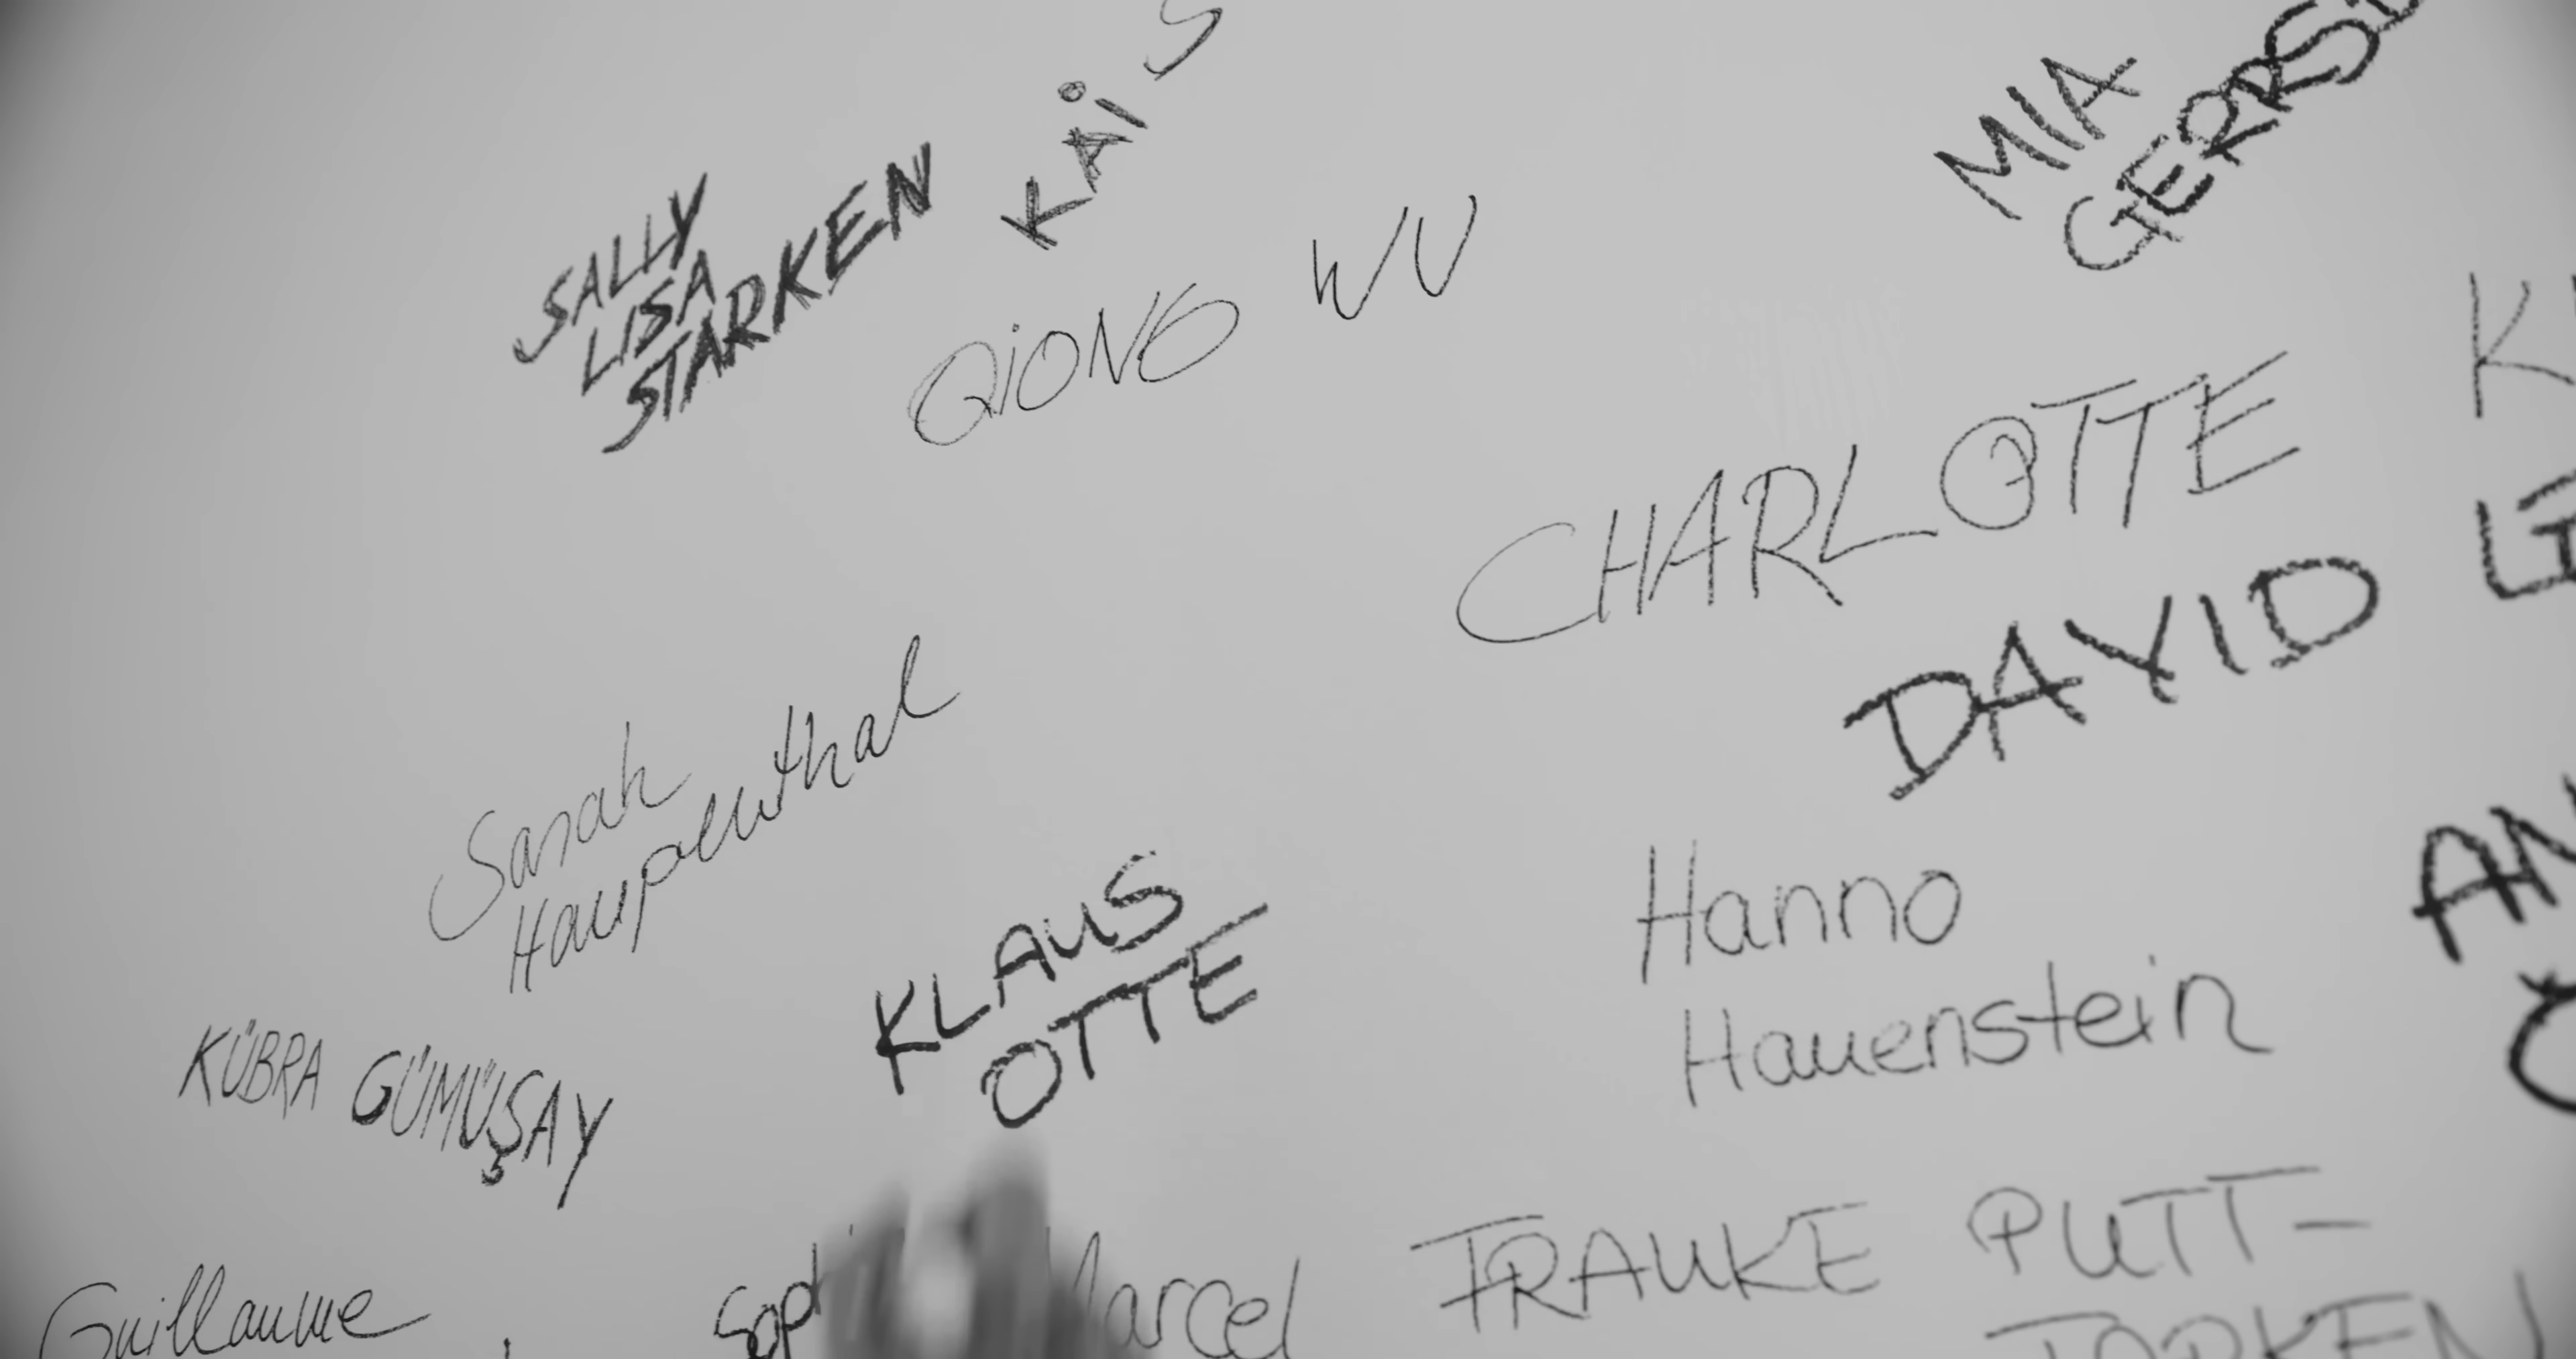 KAI S
MIA
SALLY
LISA
STARKEN
QIONG WU
CHARLOTTE
DAVID
Sarah
Haupenthal
KLAUS
OTTE
Hanno
Hauenstein
KÜBRA GÜMÜŞAY
FRAUKE PUTT-
Guillaume
Marcel